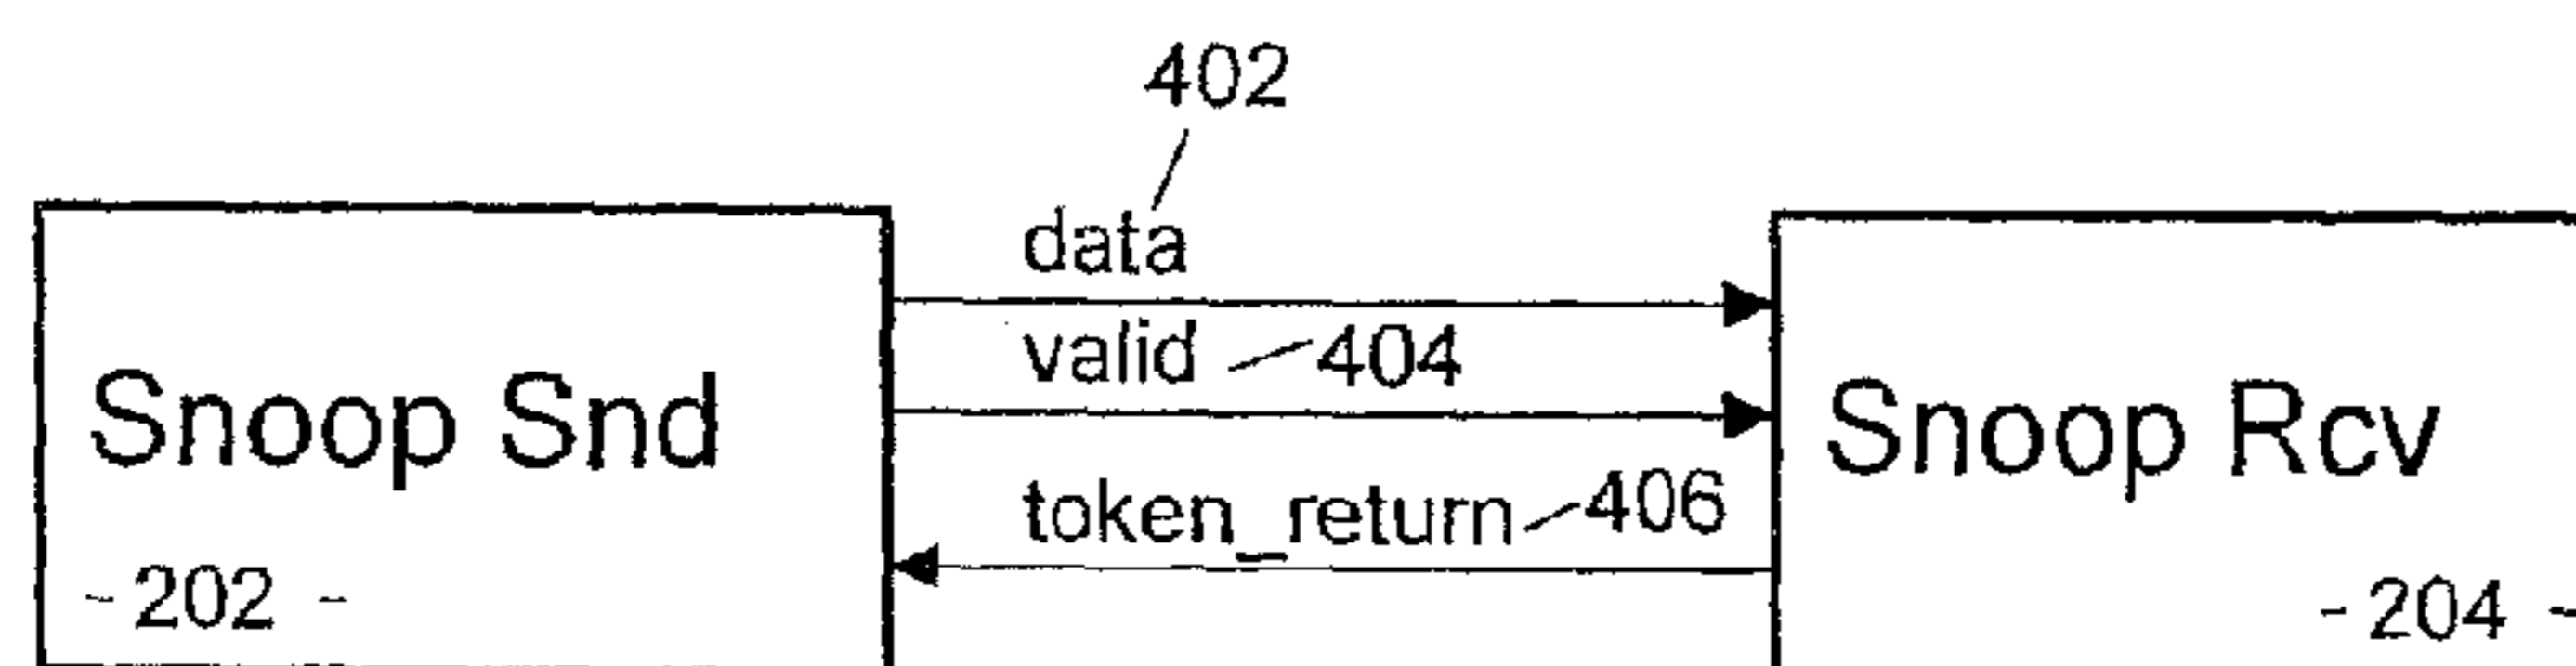 402
data
valid 404
Snoop Snd
Snoop Rcv
token_return 406
- 202 -
- 204 -